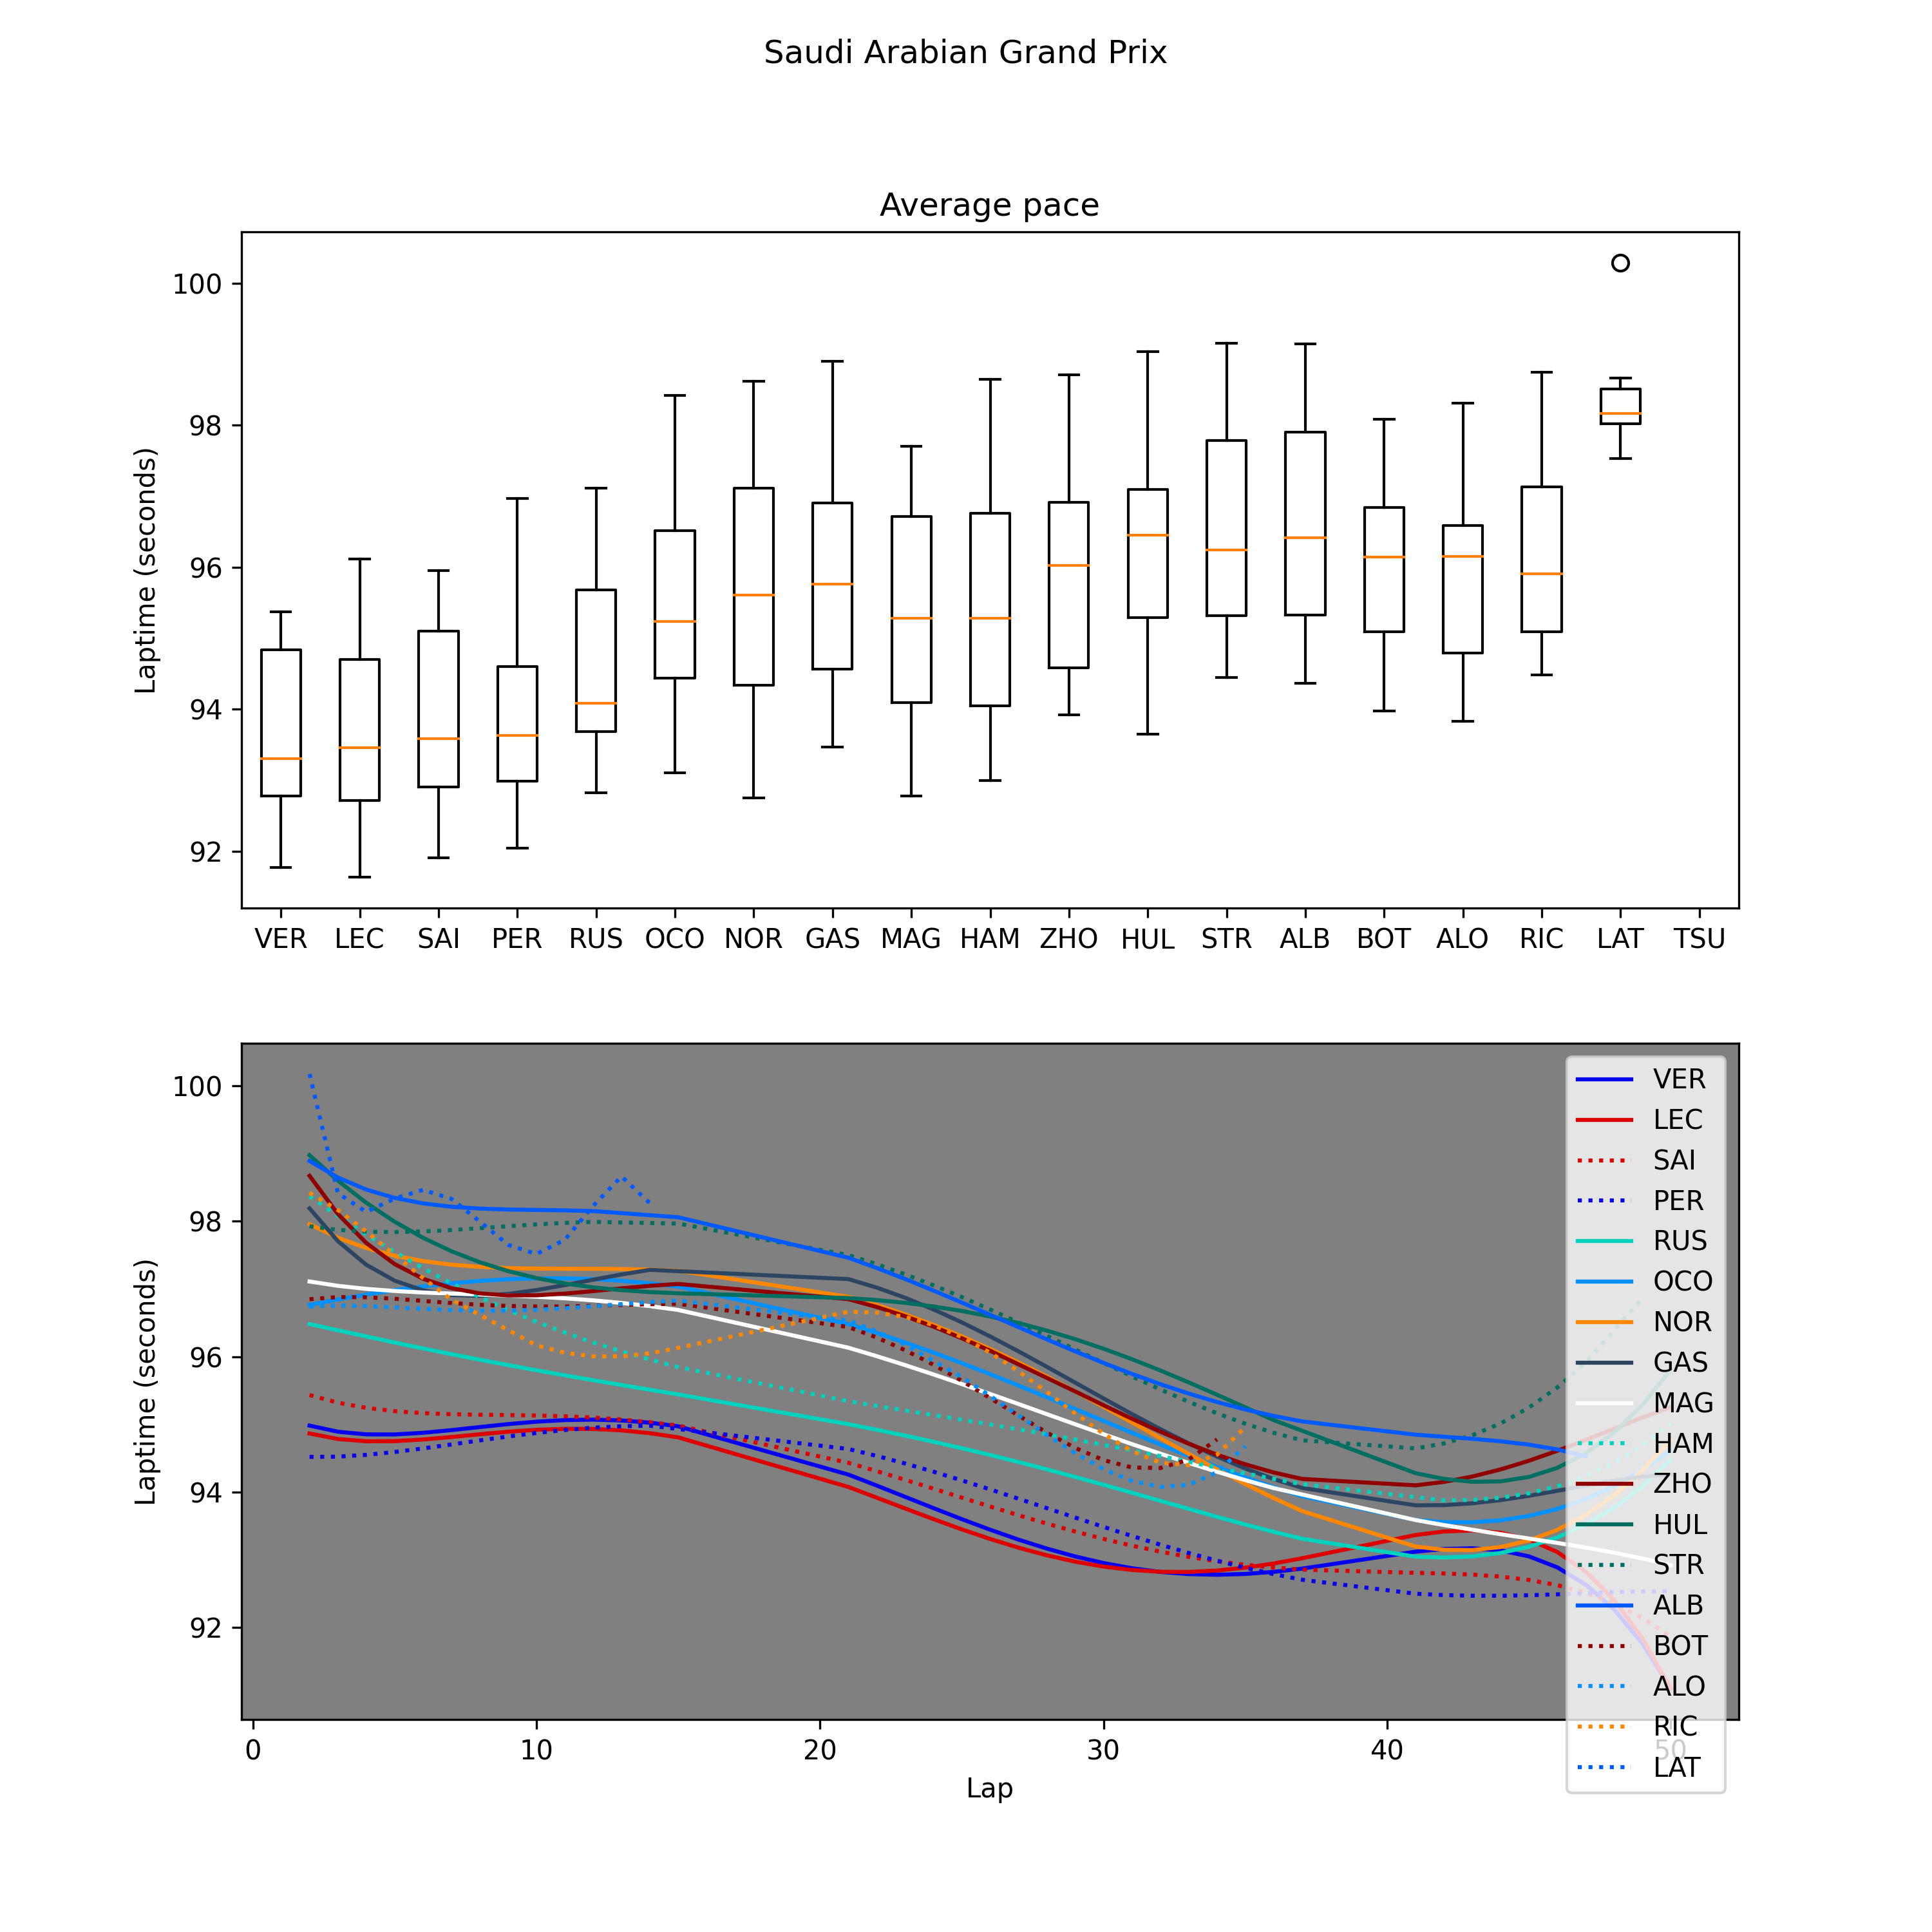 Saudi Arabian Grand Prix
Average pace
Laptime (seconds)
100
98
96
94
92
VER LEC SAI PER RUS OCO NOR GAS MAG HAM ZHO HUL STR ALB BOT ALO RIC LAT TSU
Laptime (seconds)
100
98
96
94
92
VER
LEC
SAI
PER
RUS
OCO
NOR
GAS
MAG
HAM
ZHO
HUL
STR
ALB
BOT
ALO
RIC
LAT
0 10 20 30 40 50
Lap